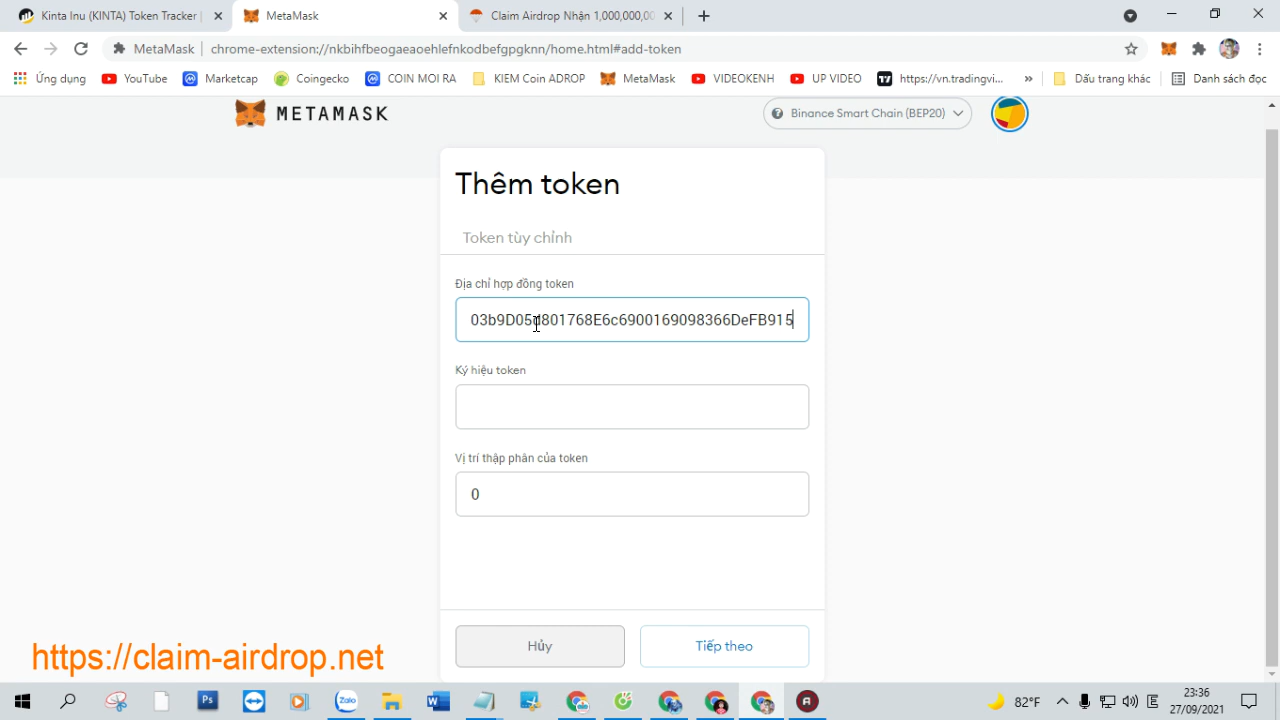 Kinta Inu (KINTA) Token Tracker
MetaMask
Claim Airdrop Nhận 1,000,000,00
MetaMask
chrome-extension://nkbihfbeogaeaoehlefnkodbefgpgknn/home.html#add-token
Ứng dụng
YouTube
Marketcap
Coingecko
COIN MOI RA
KIEM Coin ADROP
MetaMask
VIDEOKENH
UP VIDEO
https://vn.tradingvi...
»
Dấu trang khác
Danh sách đọc
METAMASK
Binance Smart Chain (BEP20)
Thêm token
Token tùy chỉnh
Địa chỉ hợp đồng token
03b9D05d801768E6c6900169098366DeFB915
Ký hiệu token
Vị trí thập phân của token
0
Hủy
Tiếp theo
https://claim-airdrop.net
82°F
23:36
27/09/2021